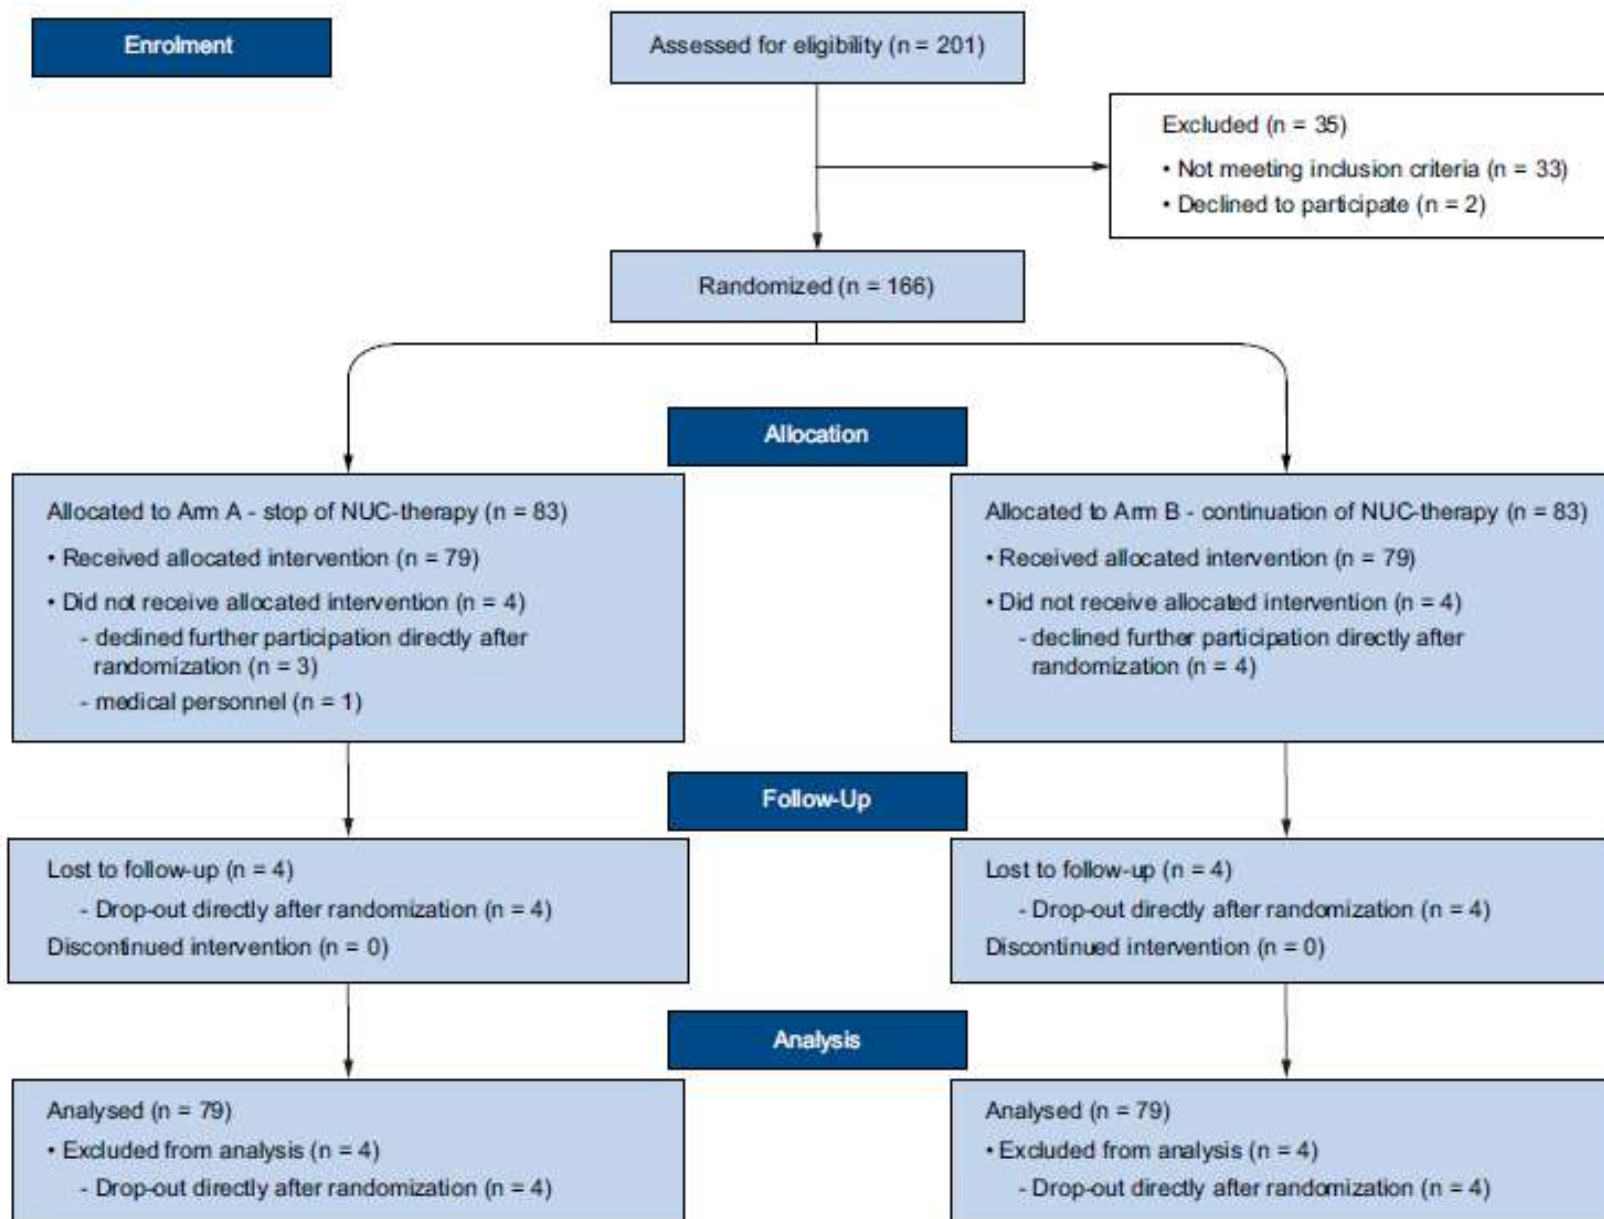 Enrolment
Assessed for eligibility (n = 201)
Excluded (n = 35)
• Not meeting inclusion criteria (n = 33)
• Declined to participate (n = 2)
Randomized (n = 166)
Allocation
Allocated to Arm A - stop of NUC-therapy (n = 83)
• Received allocated intervention (n = 79)
• Did not receive allocated intervention (n = 4)
- declined further participation directly after
randomization (n = 3)
- medical personnel (n = 1)
Allocated to Arm B - continuation of NUC-therapy (n = 83)
• Received allocated intervention (n = 79)
• Did not receive allocated intervention (n = 4)
- declined further participation directly after
randomization (n = 4)
Follow-Up
Lost to follow-up (n = 4)
- Drop-out directly after randomization (n = 4)
Discontinued intervention (n = 0)
Lost to follow-up (n = 4)
- Drop-out directly after randomization (n = 4)
Discontinued intervention (n = 0)
Analysis
Analysed (n = 79)
• Excluded from analysis (n = 4)
- Drop-out directly after randomization (n = 4)
Analysed (n = 79)
• Excluded from analysis (n = 4)
- Drop-out directly after randomization (n = 4)